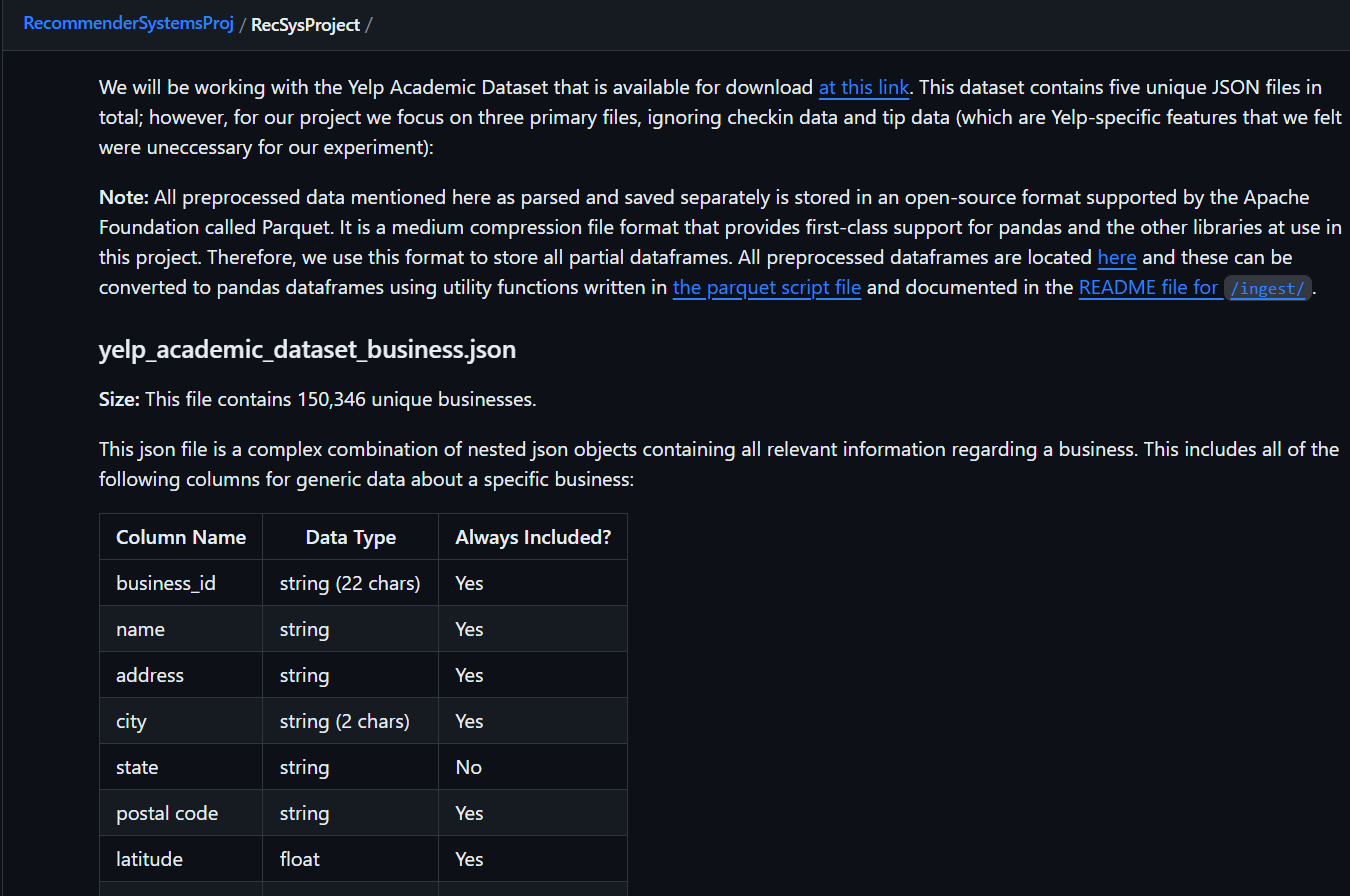 RecommenderSystemsProj / RecSysProject /
We will be working with the Yelp Academic Dataset that is available for download at this link. This dataset contains five unique JSON files in
total; however, for our project we focus on three primary files, ignoring checkin data and tip data (which are Yelp-specific features that we felt
were uneccessary for our experiment):
Note: All preprocessed data mentioned here as parsed and saved separately is stored in an open-source format supported by the Apache
Foundation called Parquet. It is a medium compression file format that provides first-class support for pandas and the other libraries at use in
this project. Therefore, we use this format to store all partial dataframes. All preprocessed dataframes are located here and these can be
converted to pandas dataframes using utility functions written in the parquet script file and documented in the README file for /ingest/.
yelp_academic_dataset_business.json
Size: This file contains 150,346 unique businesses.
This json file is a complex combination of nested json objects containing all relevant information regarding a business. This includes all of the
following columns for generic data about a specific business:
Column Name Data Type Always Included?
business_id string (22 chars) Yes
name string Yes
address string Yes
city string (2 chars) Yes
state string No
postal code string Yes
latitude float Yes